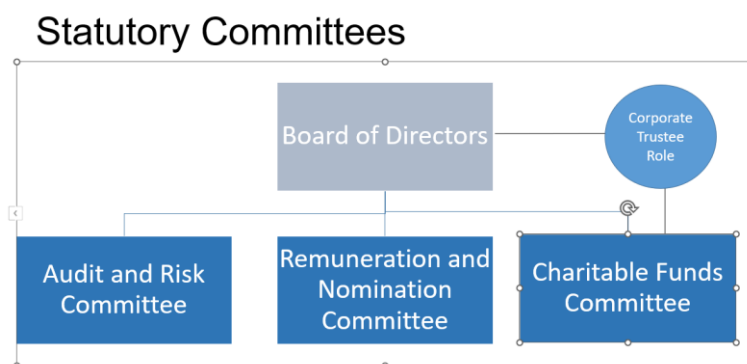 Statutory Committees
Board of Directors
Corporate
Trustee
Role
Audit and Risk
Committee
Remuneration and
Nomination
Committee
Charitable Funds
Committee